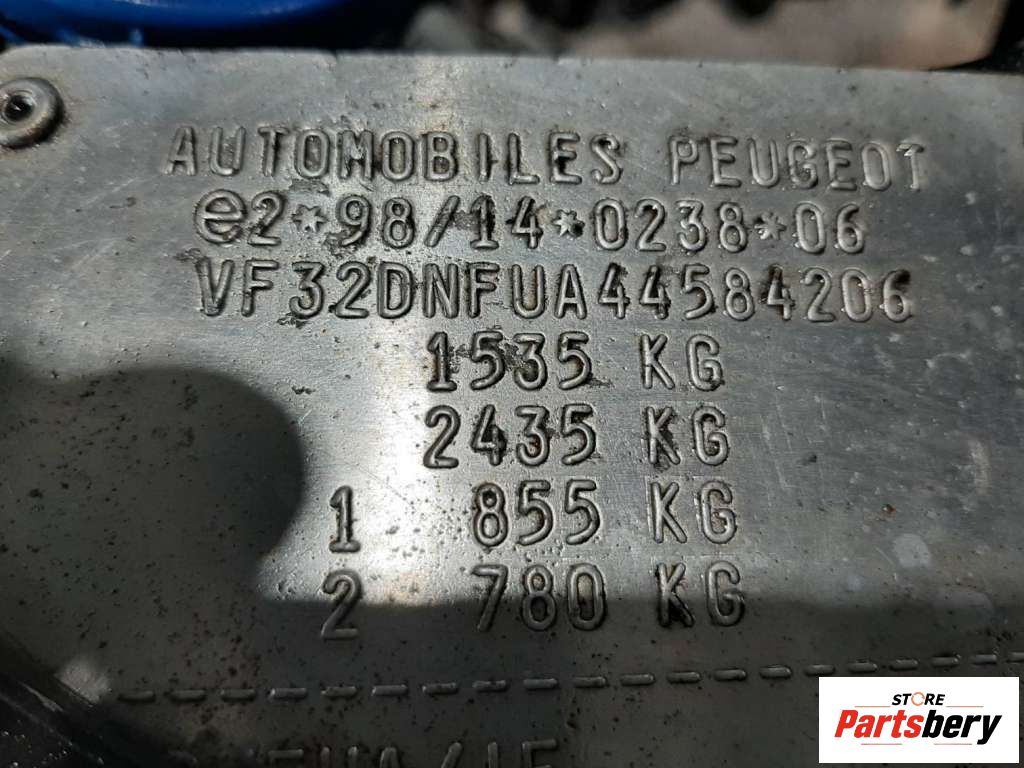 AUTOMOBILES PEUGEOT
e2*98/14*0238*06
VF32DNFUA44584206
1535 KG
2435 KG
1 855 KG
2 780 KG
STORE
Partsbery